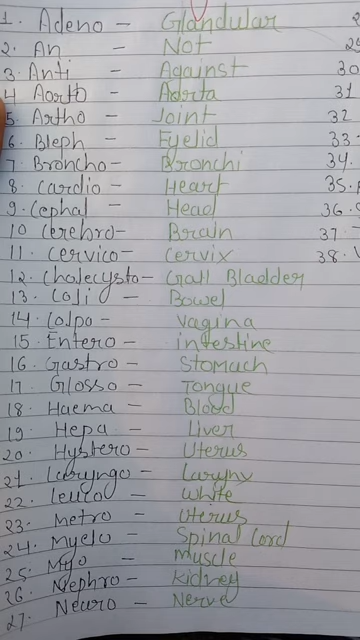 1. Adeno - Glandular
2. An - Not
3. Anti - Against 30
4 Aorto - Aorta 31
5. Artho - Joint 32
6. Bleph - Eyelid 33
7. Broncho - Bronchi 34.
8. Cardio - Heart 35.
9. Cephal - Head 36.
10 Cerebro - Brain 37
11. Cervico - Cervix 38.
12. Cholecysto - Gall Bladder
13. Coli - Bowel
14. Colpo - vagina
15. Entero - intestine
16. Gastro - Stomach
17. Glosso - Tongue
18. Haema - Blood
19. Hepa - Liver
20. Hystero - Uterus
21. Laryngo - Larynx
22. Leuco - White
23. Metro - Uterus
24. Myelo - Spinal Cord
25. Myo - Muscle
26. Nephro - Kidney
27. Neuro - Nerve